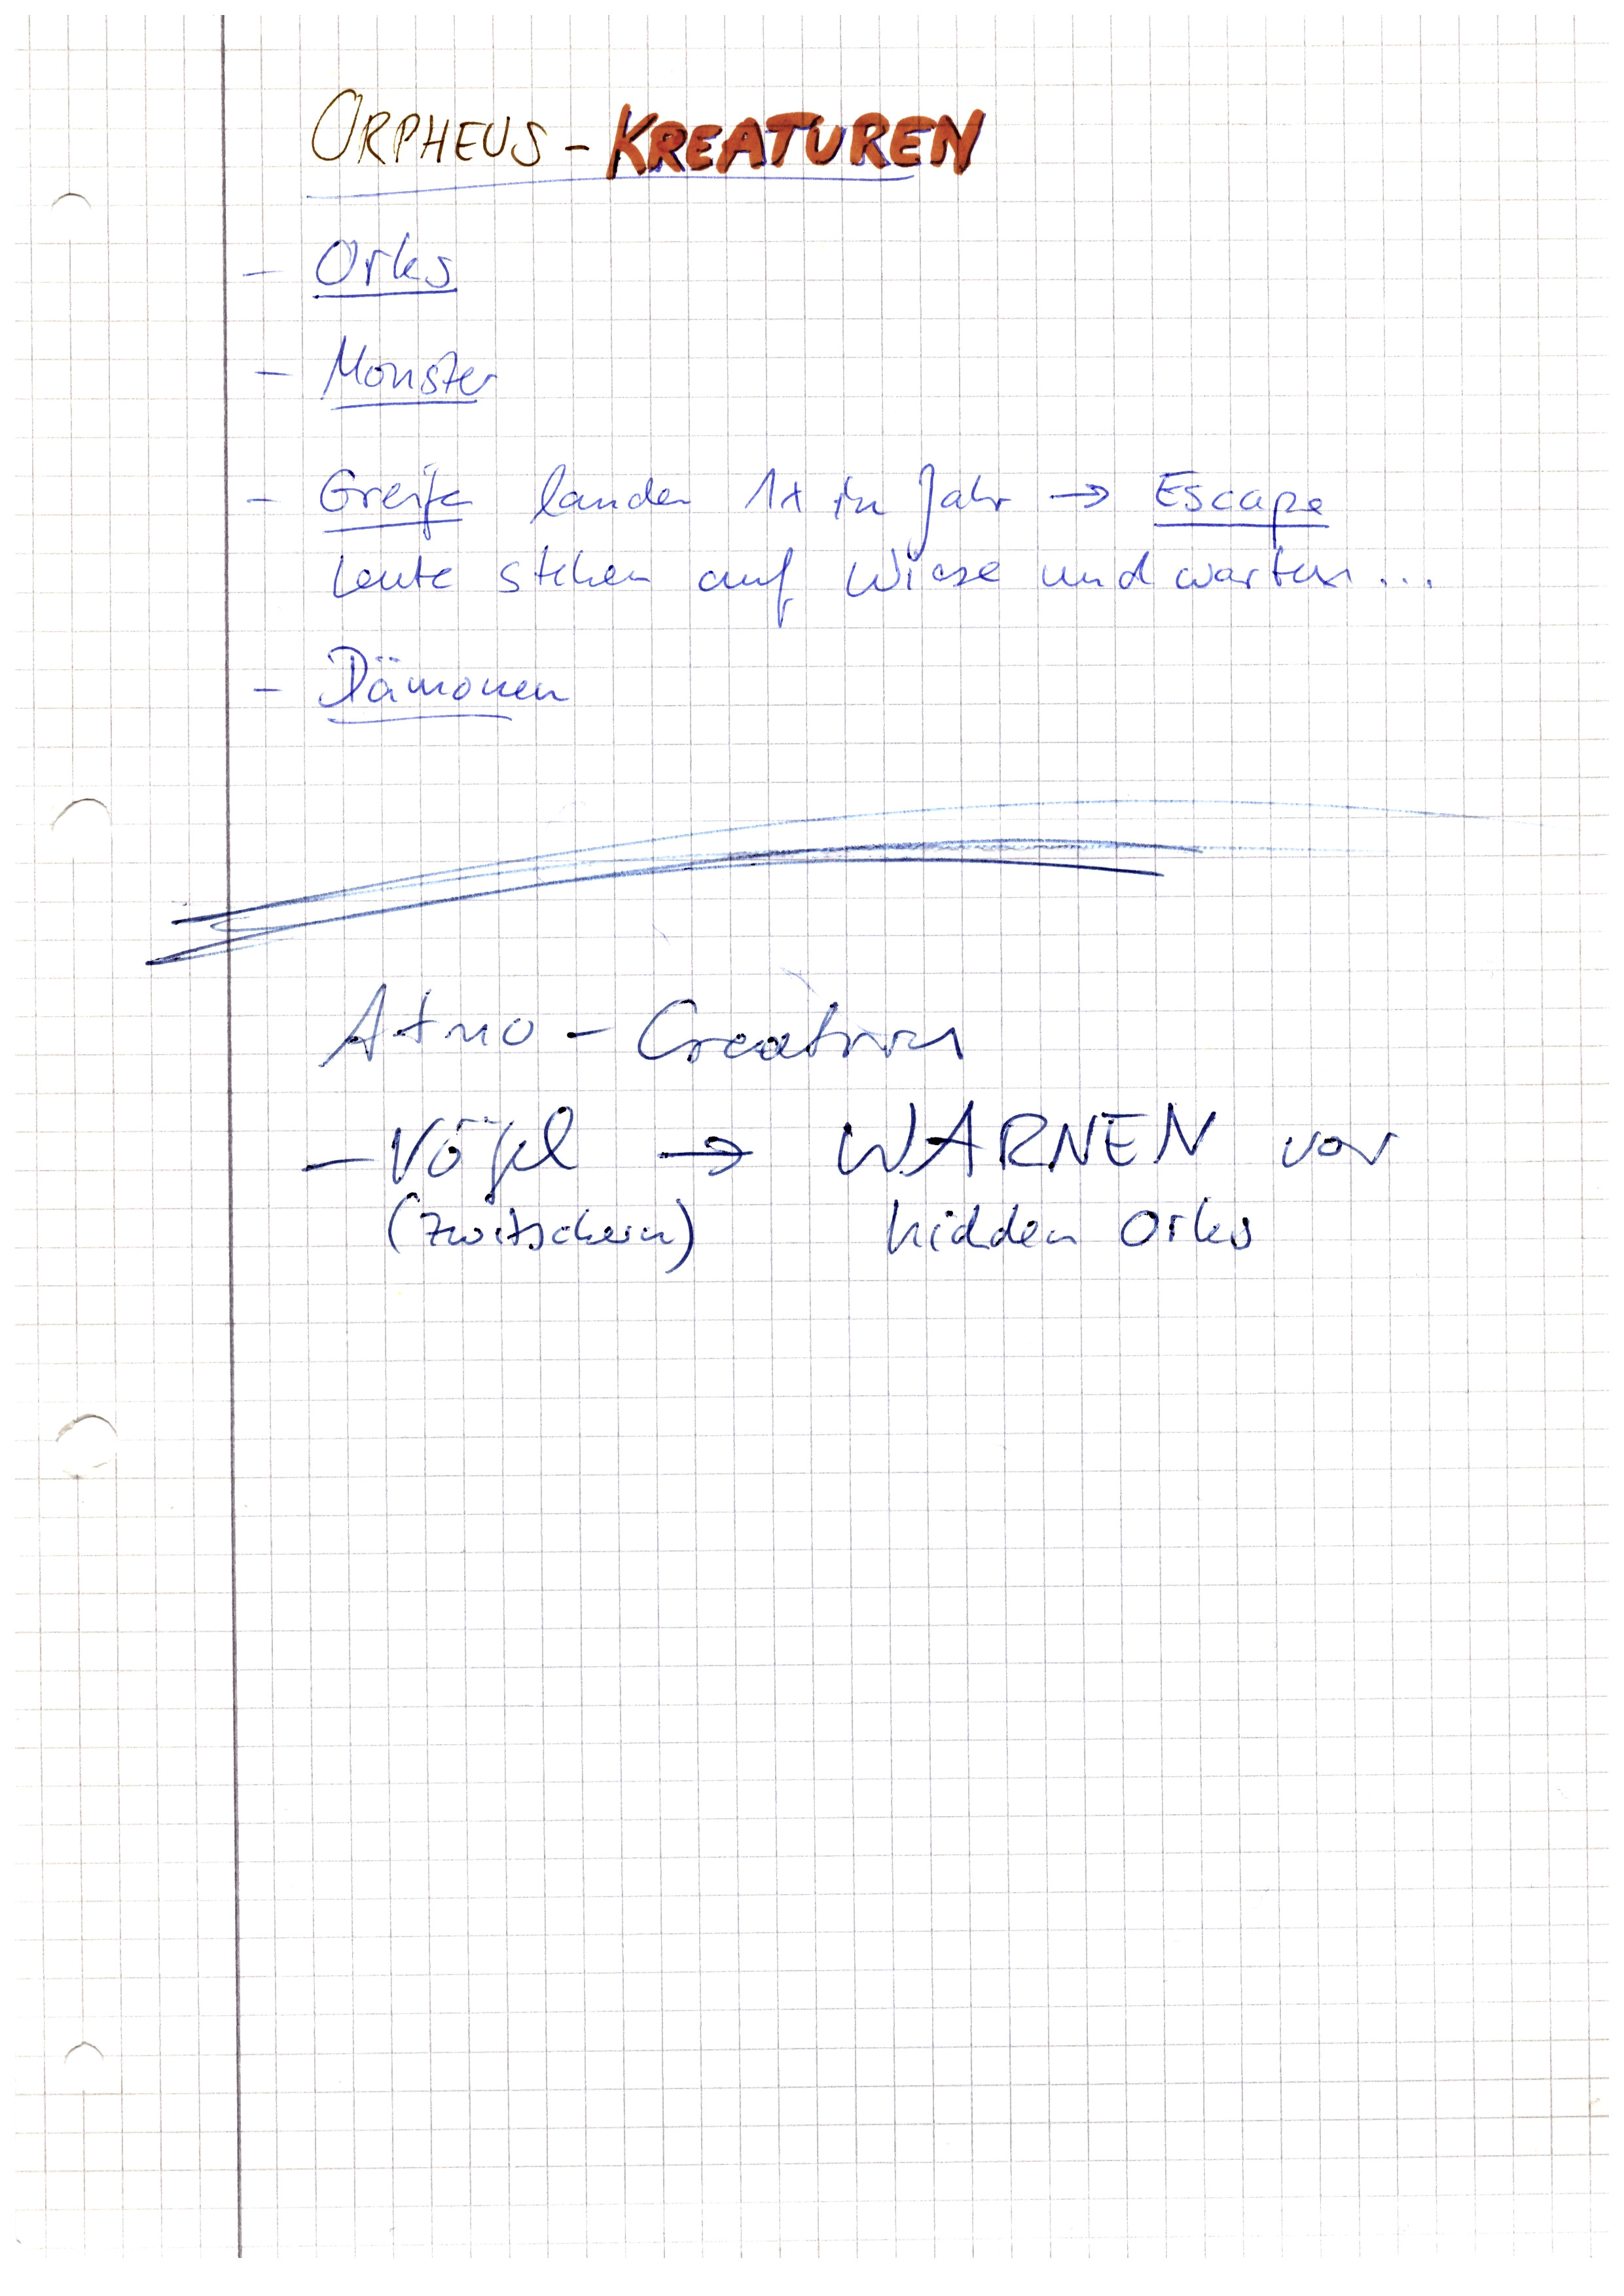 ORPHEUS - KREATUREN
- Orks
- Monster
- Greife landen 1x im Jahr → Escape
Leute stehen auf Wiese und warten...
- Dämonen
Atmo - Creaturen
- Vögel → WARNEN vor
(zwitschern) hidden Orks